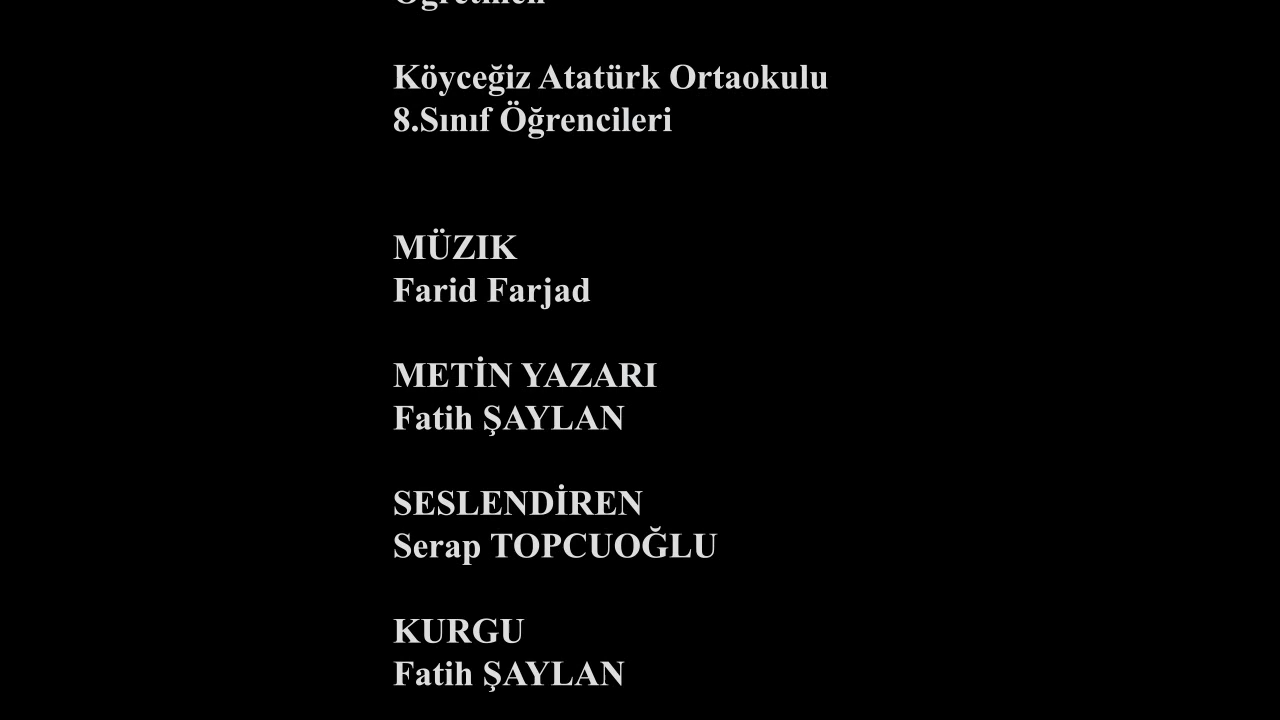 Öğretmen
Köyceğiz Atatürk Ortaokulu
8.Sınıf Öğrencileri
MÜZIK
Farid Farjad
METİN YAZARI
Fatih ŞAYLAN
SESLENDİREN
Serap TOPCUOĞLU
KURGU
Fatih ŞAYLAN